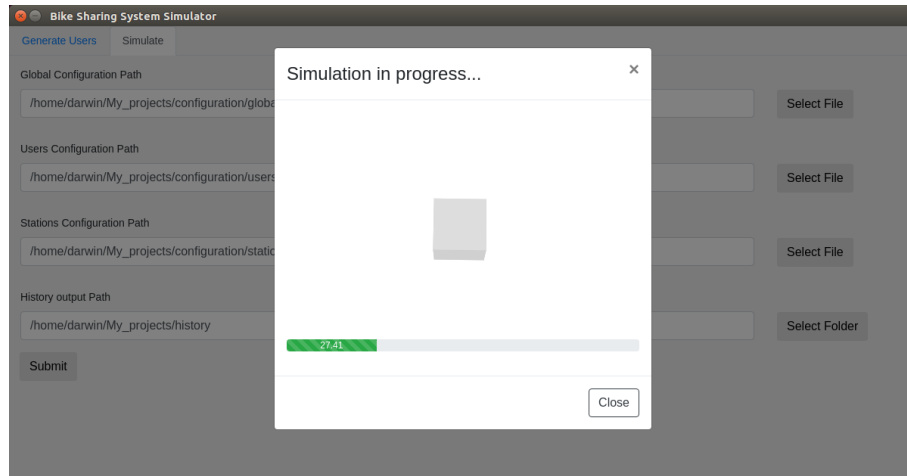 Bike Sharing System Simulator
Generate Users Simulate
Simulation in progress...
×
Global Configuration Path
/home/darwin/My_projects/configuration/globa
Select File
Users Configuration Path
/home/darwin/My_projects/configuration/users
Select File
Stations Configuration Path
/home/darwin/My_projects/configuration/static
Select File
History output Path
/home/darwin/My_projects/history
Select Folder
27.41
Submit
Close